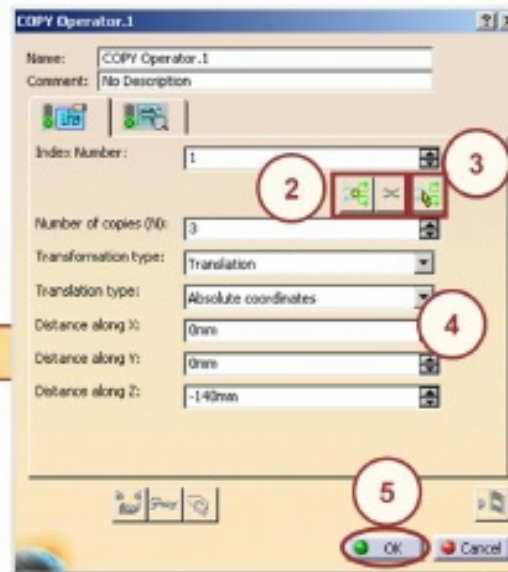 COPY Operator.1
Name: COPY Operator.1
Comment: No Description
Index Number: 1
3
2
Number of copies (N): 3
Transformation type: Translation
Translation type: Absolute coordinates
Distance along X: 0mm
4
Distance along Y: 0mm
Distance along Z: -140mm
5
OK Cancel